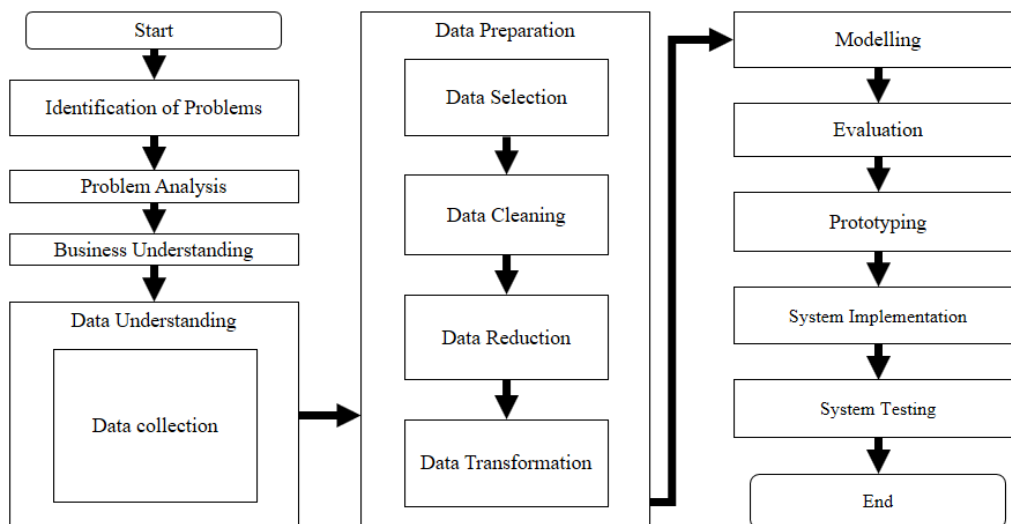 Start
Identification of Problems
Problem Analysis
Business Understanding
Data Understanding
Data collection
Data Preparation
Data Selection
Data Cleaning
Data Reduction
Data Transformation
Modelling
Evaluation
Prototyping
System Implementation
System Testing
End